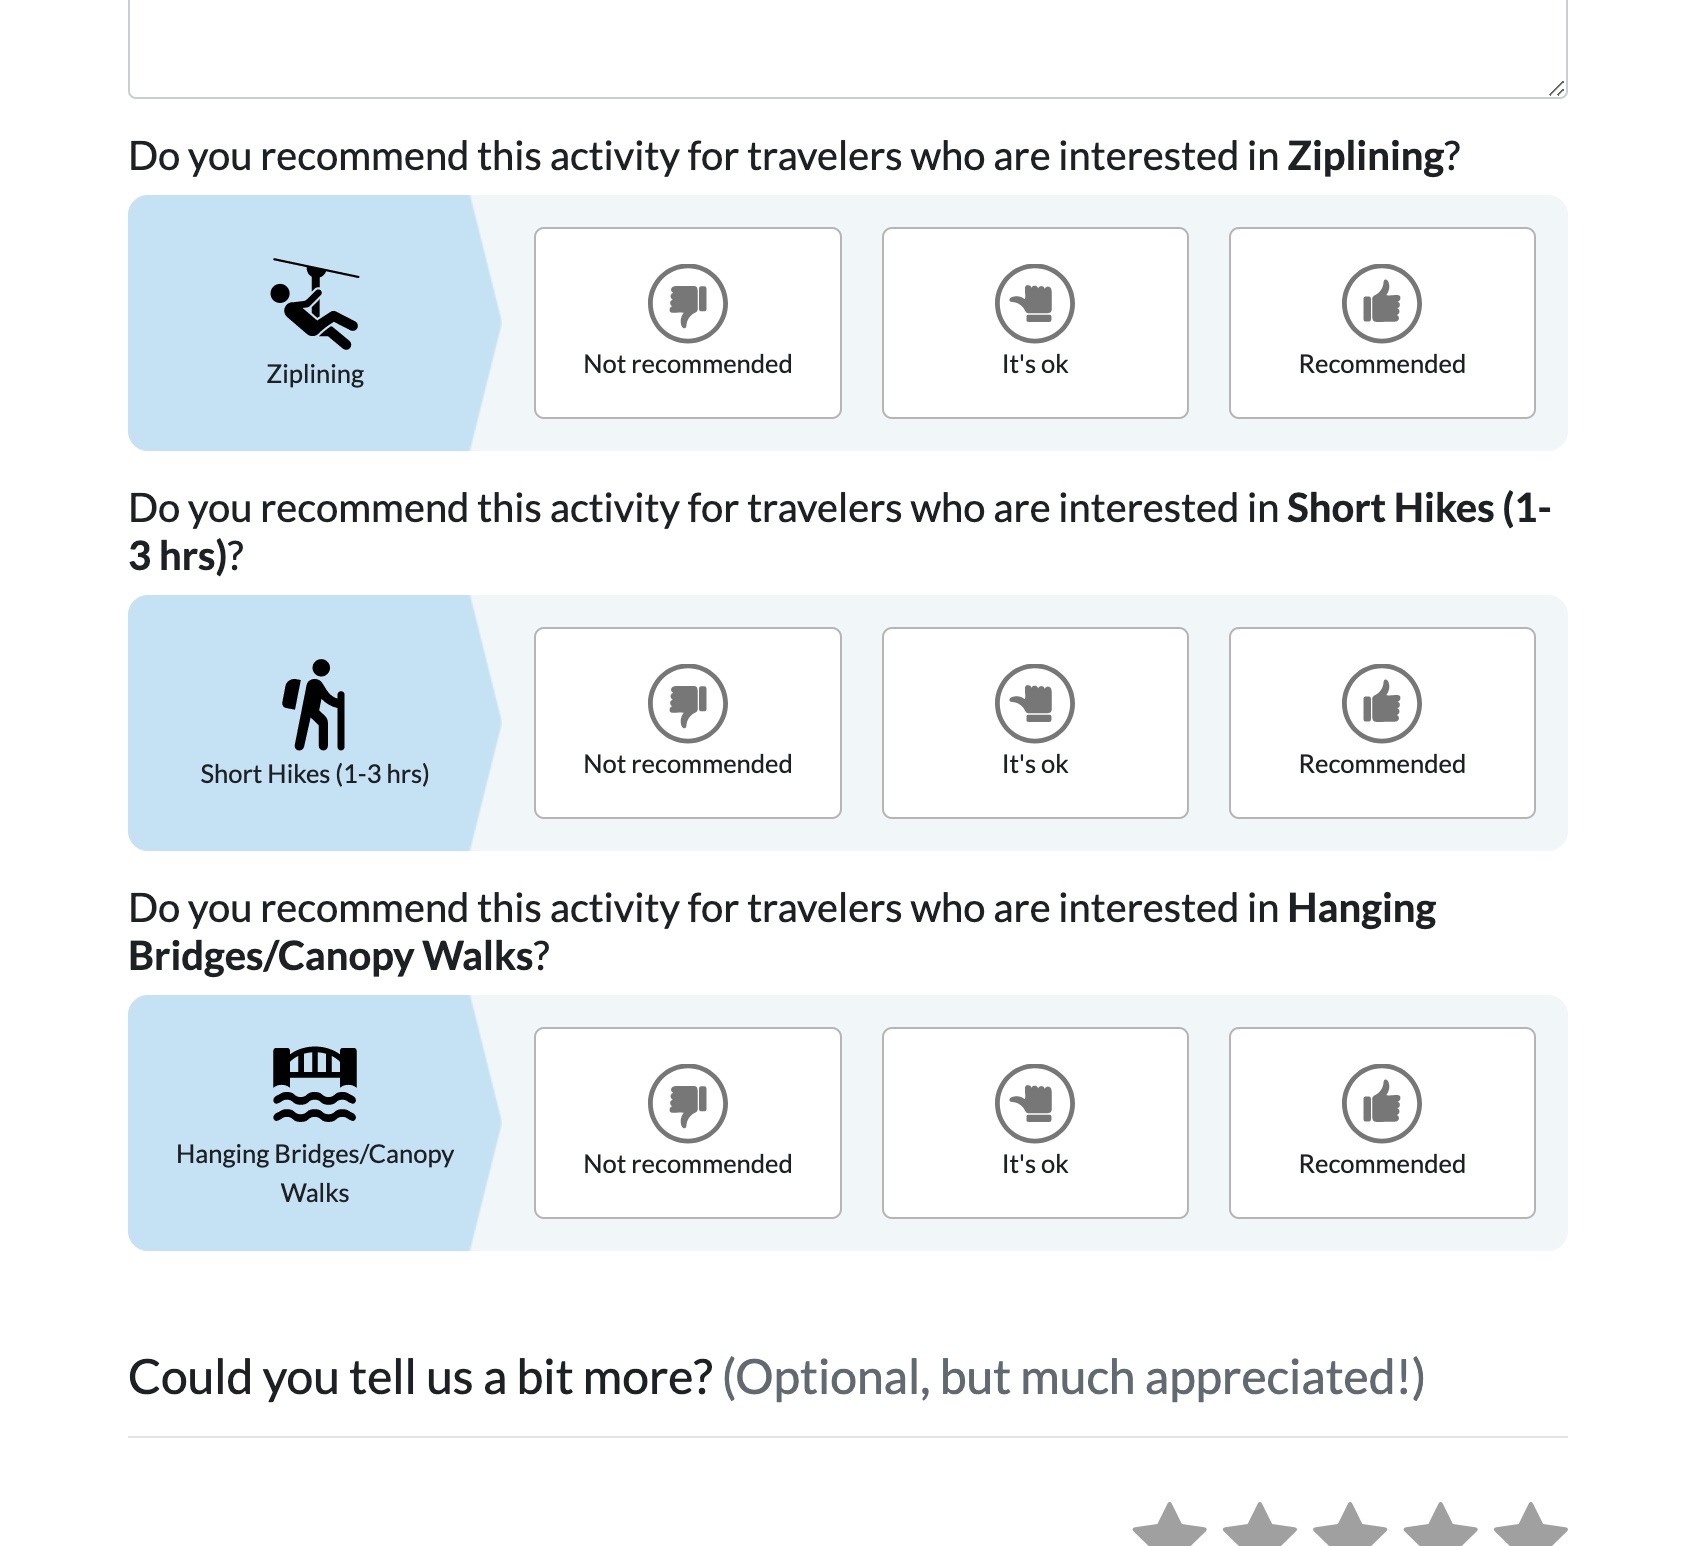 Do you recommend this activity for travelers who are interested in Ziplining?
Ziplining
Not recommended
It's ok
Recommended
Do you recommend this activity for travelers who are interested in Short Hikes (1-
3 hrs)?
Short Hikes (1-3 hrs)
Not recommended
It's ok
Recommended
Do you recommend this activity for travelers who are interested in Hanging
Bridges/Canopy Walks?
Hanging Bridges/Canopy
Walks
Not recommended
It's ok
Recommended
Could you tell us a bit more? (Optional, but much appreciated!)